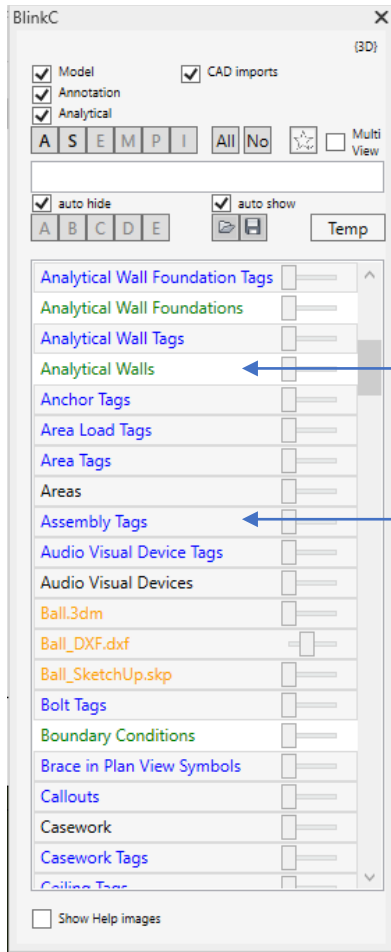 BlinkC
{3D}
Model CAD imports
Annotation
Analytical
A S E M P I All No Multi View
auto hide auto show
A B C D E Temp
Analytical Wall Foundation Tags
Analytical Wall Foundations
Analytical Wall Tags
Analytical Walls
Anchor Tags
Area Load Tags
Area Tags
Areas
Assembly Tags
Audio Visual Device Tags
Audio Visual Devices
Ball.3dm
Ball_DXF.dxf
Ball_SketchUp.skp
Bolt Tags
Boundary Conditions
Brace in Plan View Symbols
Callouts
Casework
Casework Tags
Ceiling Tags
Show Help images